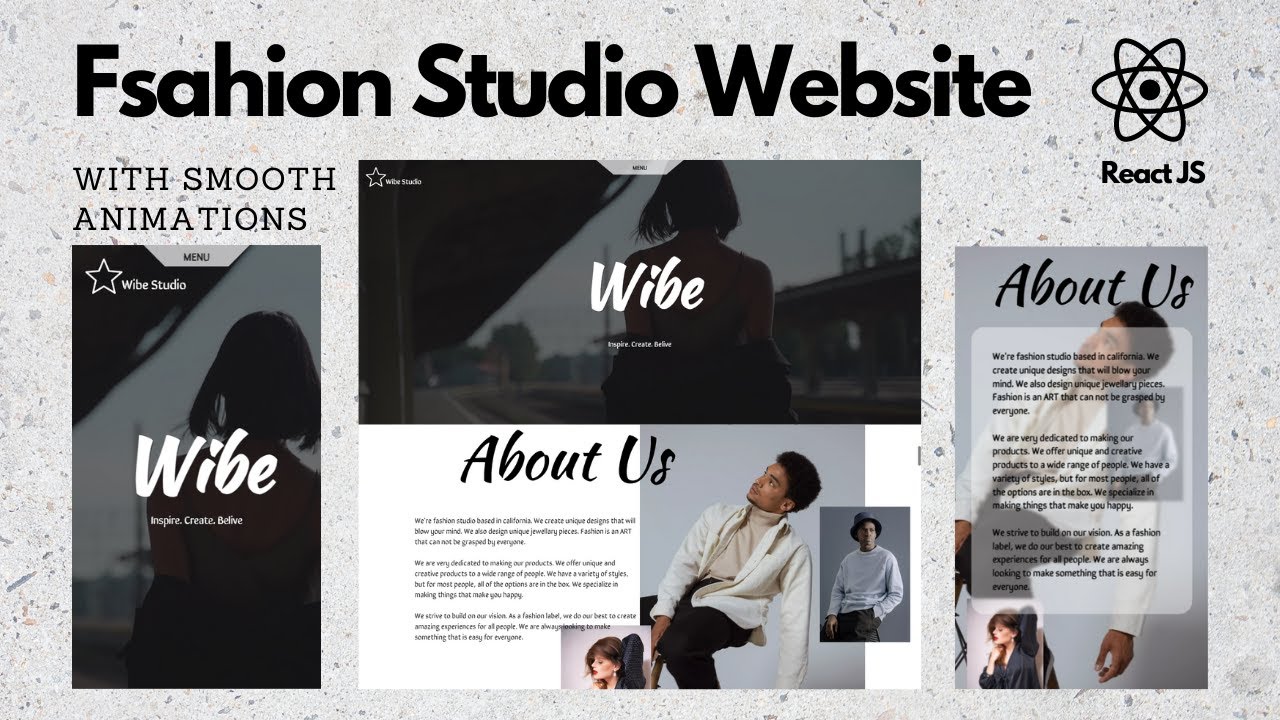 Fsahion Studio Website
React JS
WITH SMOOTH
ANIMATIONS
MENU
Wibe Studio
Wibe
Inspire. Create. Belive
MENU
Wibe Studio
Wibe
Inspire. Create. Belive
About Us
We're fashion studio based in california. We create unique designs that will
blow your mind. We also design unique jewellary pieces. Fashion is an ART
that can not be grasped by everyone.
We are very dedicated to making our products. We offer unique and
creative products to a wide range of people. We have a variety of styles,
but for most people, all of the options are in the box. We specialize in
making things that make you happy.
We strive to build on our vision. As a fashion label, we do our best to create
amazing experiences for all people. We are always looking to make
something that is easy for everyone.
About Us
We're fashion studio based in california. We
create unique designs that will blow your
mind. We also design unique jewellary pieces.
Fashion is an ART that can not be grasped by
everyone.
We are very dedicated to making our
products. We offer unique and creative
products to a wide range of people. We have a
variety of styles, but for most people, all of
the options are in the box. We specialize in
making things that make you happy.
We strive to build on our vision. As a fashion
label, we do our best to create amazing
experiences for all people. We are always
looking to make something that is easy for
everyone.